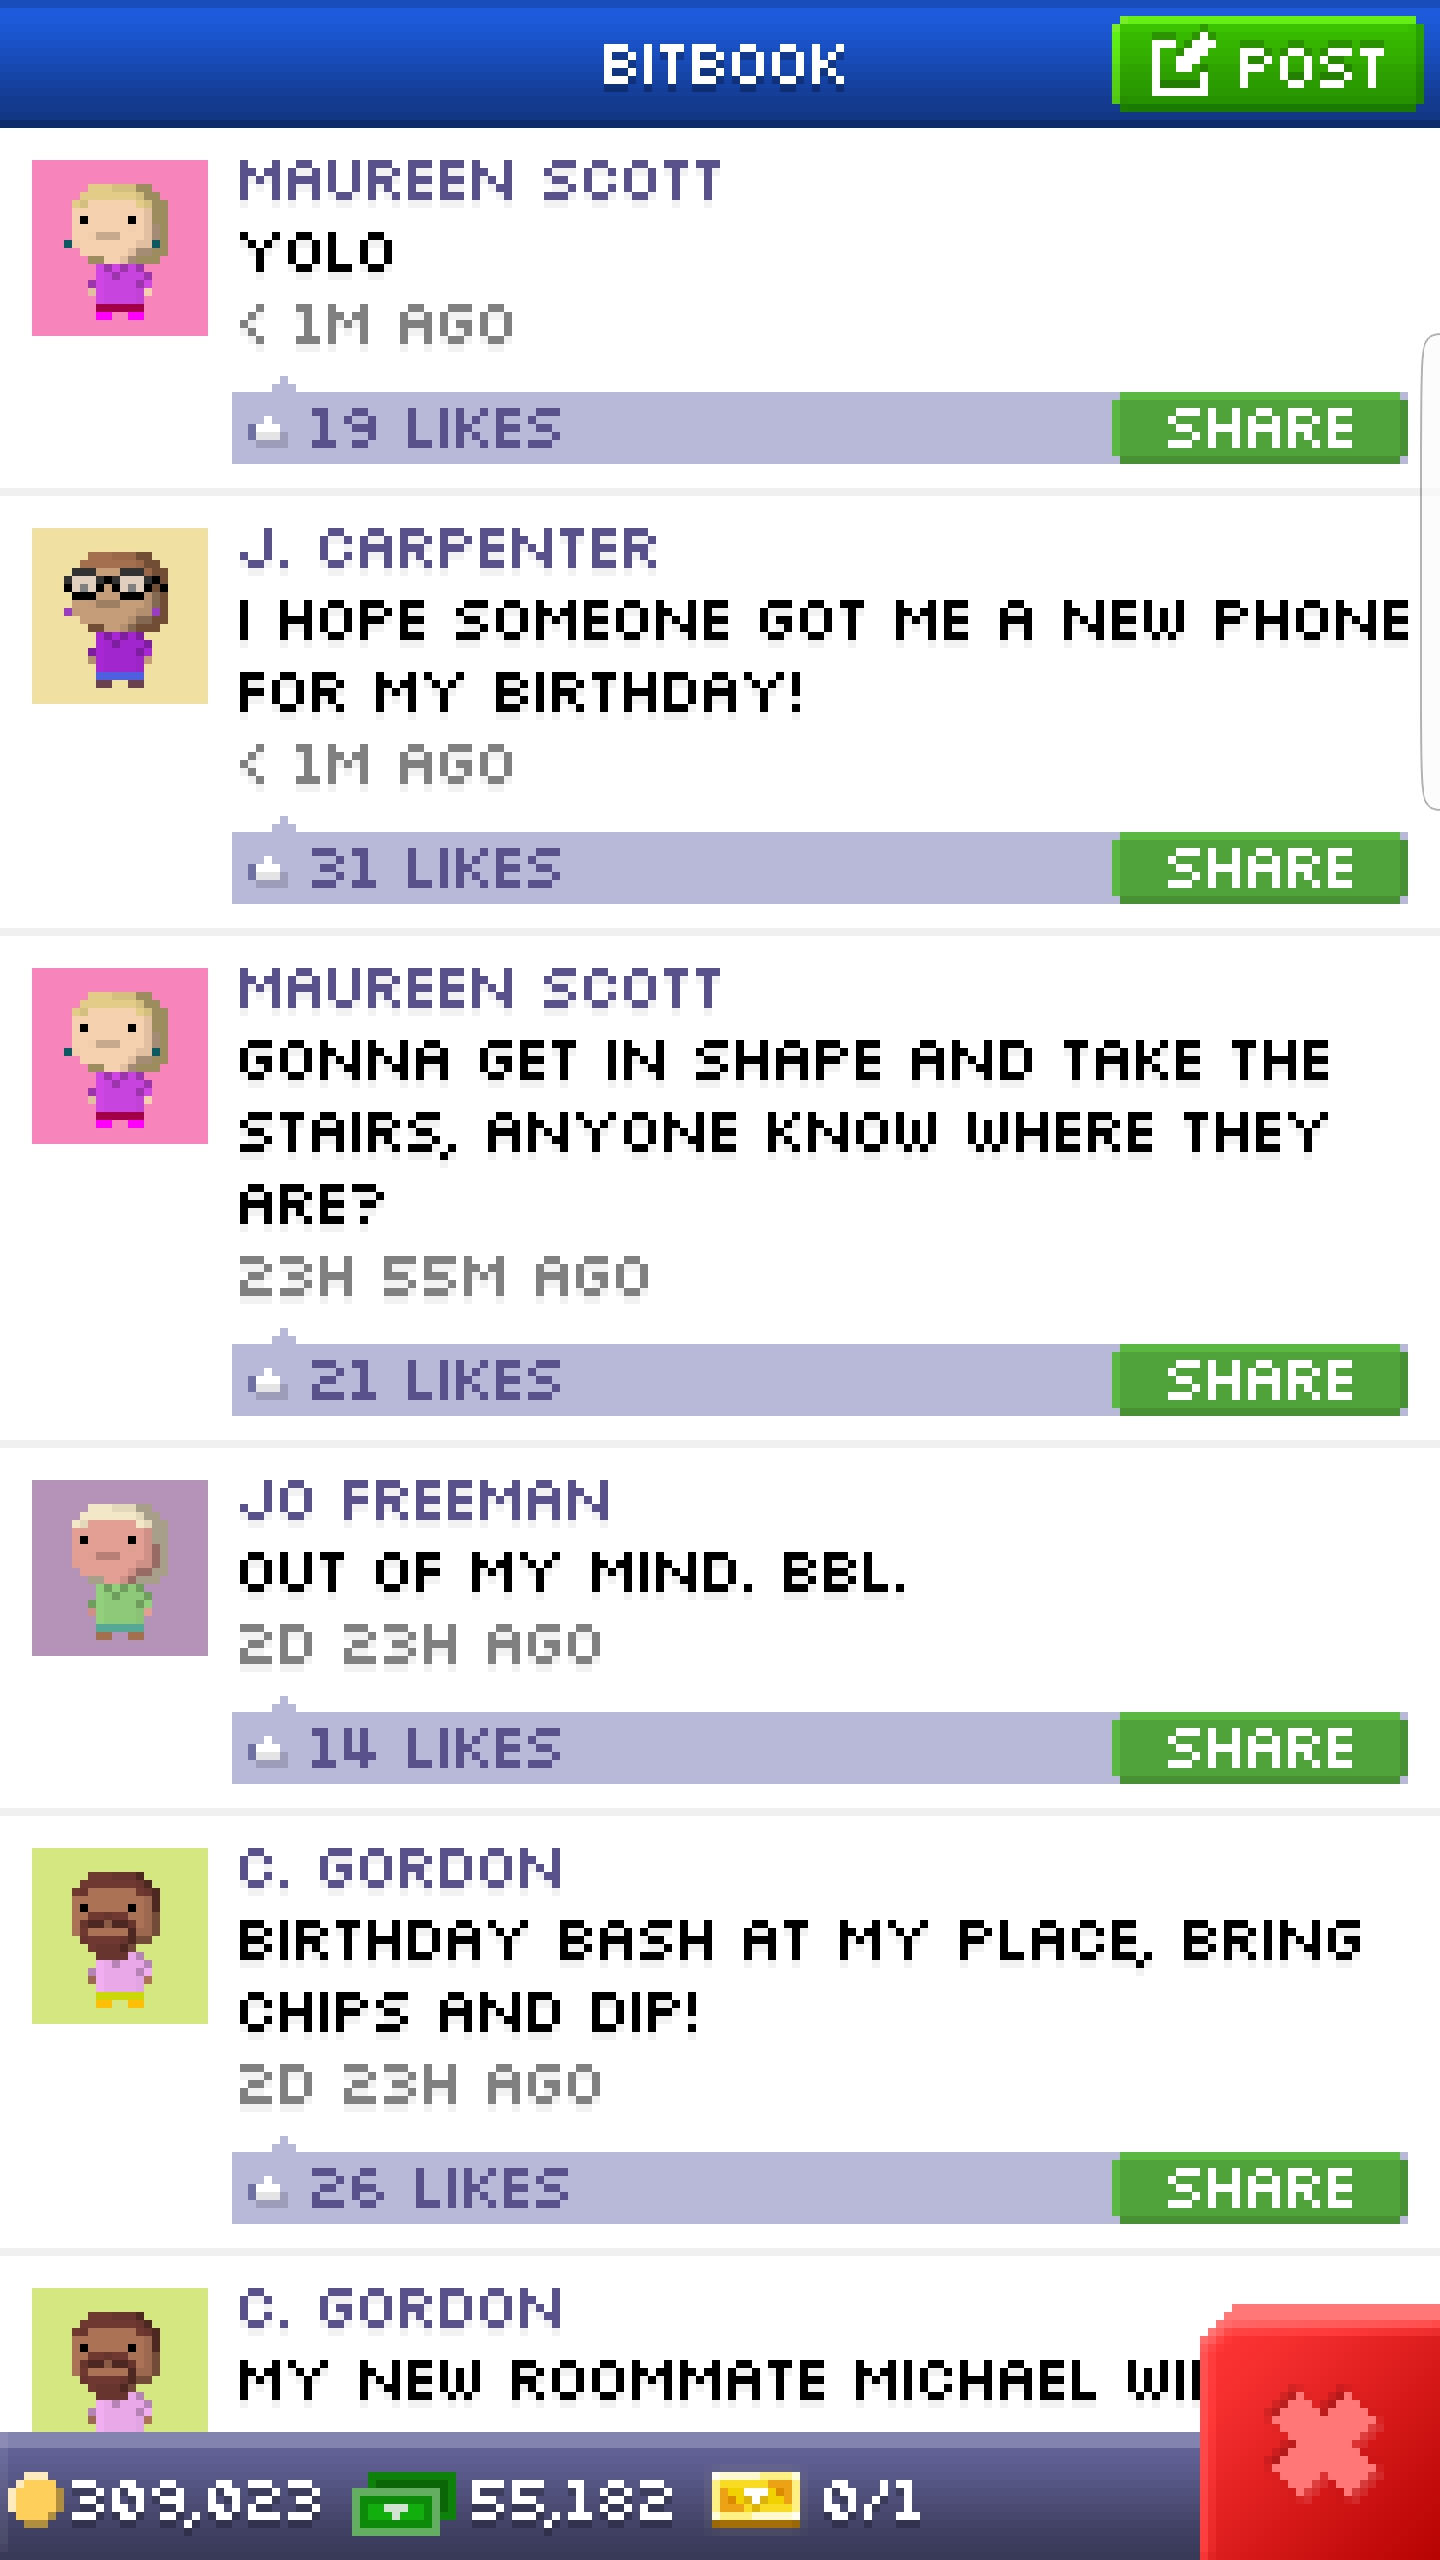 BITBOOK
POST
MAUREEN SCOTT
YOLO
< 1M AGO
19 LIKES
SHARE
J. CARPENTER
I HOPE SOMEONE GOT ME A NEW PHONE
FOR MY BIRTHDAY!
< 1M AGO
31 LIKES
SHARE
MAUREEN SCOTT
GONNA GET IN SHAPE AND TAKE THE
STAIRS, ANYONE KNOW WHERE THEY
ARE?
23H 55M AGO
21 LIKES
SHARE
JO FREEMAN
OUT OF MY MIND. BBL.
2D 23H AGO
14 LIKES
SHARE
C. GORDON
BIRTHDAY BASH AT MY PLACE, BRING
CHIPS AND DIP!
2D 23H AGO
26 LIKES
SHARE
C. GORDON
MY NEW ROOMMATE MICHAEL
309,023 55,182 0/1